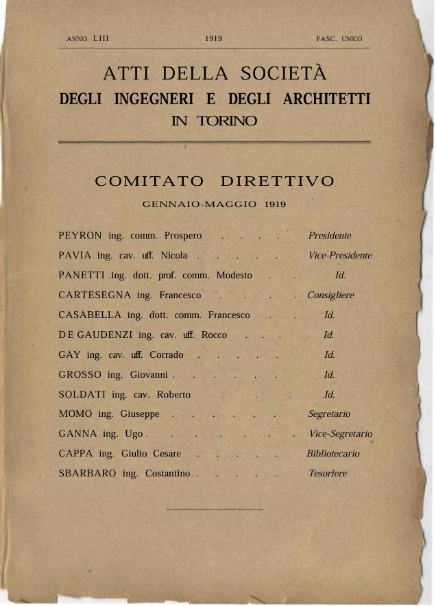 ANNO LIII 1919 FASC. UNICO
ATTI DELLA SOCIETÀ
DEGLI INGEGNERI E DEGLI ARCHITETTI
IN TORINO
COMITATO DIRETTIVO
GENNAIO-MAGGIO 1919
PEYRON ing. comm. Prospero . . . . Presidente
PAVIA ing. cav. uff. Nicola . . . . . Vice-Presidente
PANETTI .ing. dott. prof. comm. Modesto . . Id.
CARTESEGNA ing. Francesco . . . . Consigliere
CASABELLA ing. dott. comm. Francesco . . Id.
DE GAUDENZI ing. cav. uff. Rocco . . . Id.
GAY ing. cav. uff. Corrado . . . . . Id.
GROSSO ing. Giovanni . . . . . . Id.
SOLDATI ing. cav. Roberto . . . Id.
MOMO ing. Giuseppe . . . . . . Segretario
GANNA ing. Ugo . . . . . . . Vice-Segretario
CAPPA ing. Giulio Cesare . . . . . Bibliotecario
SBARBARO ing. Costantino . . . . . Tesoriere